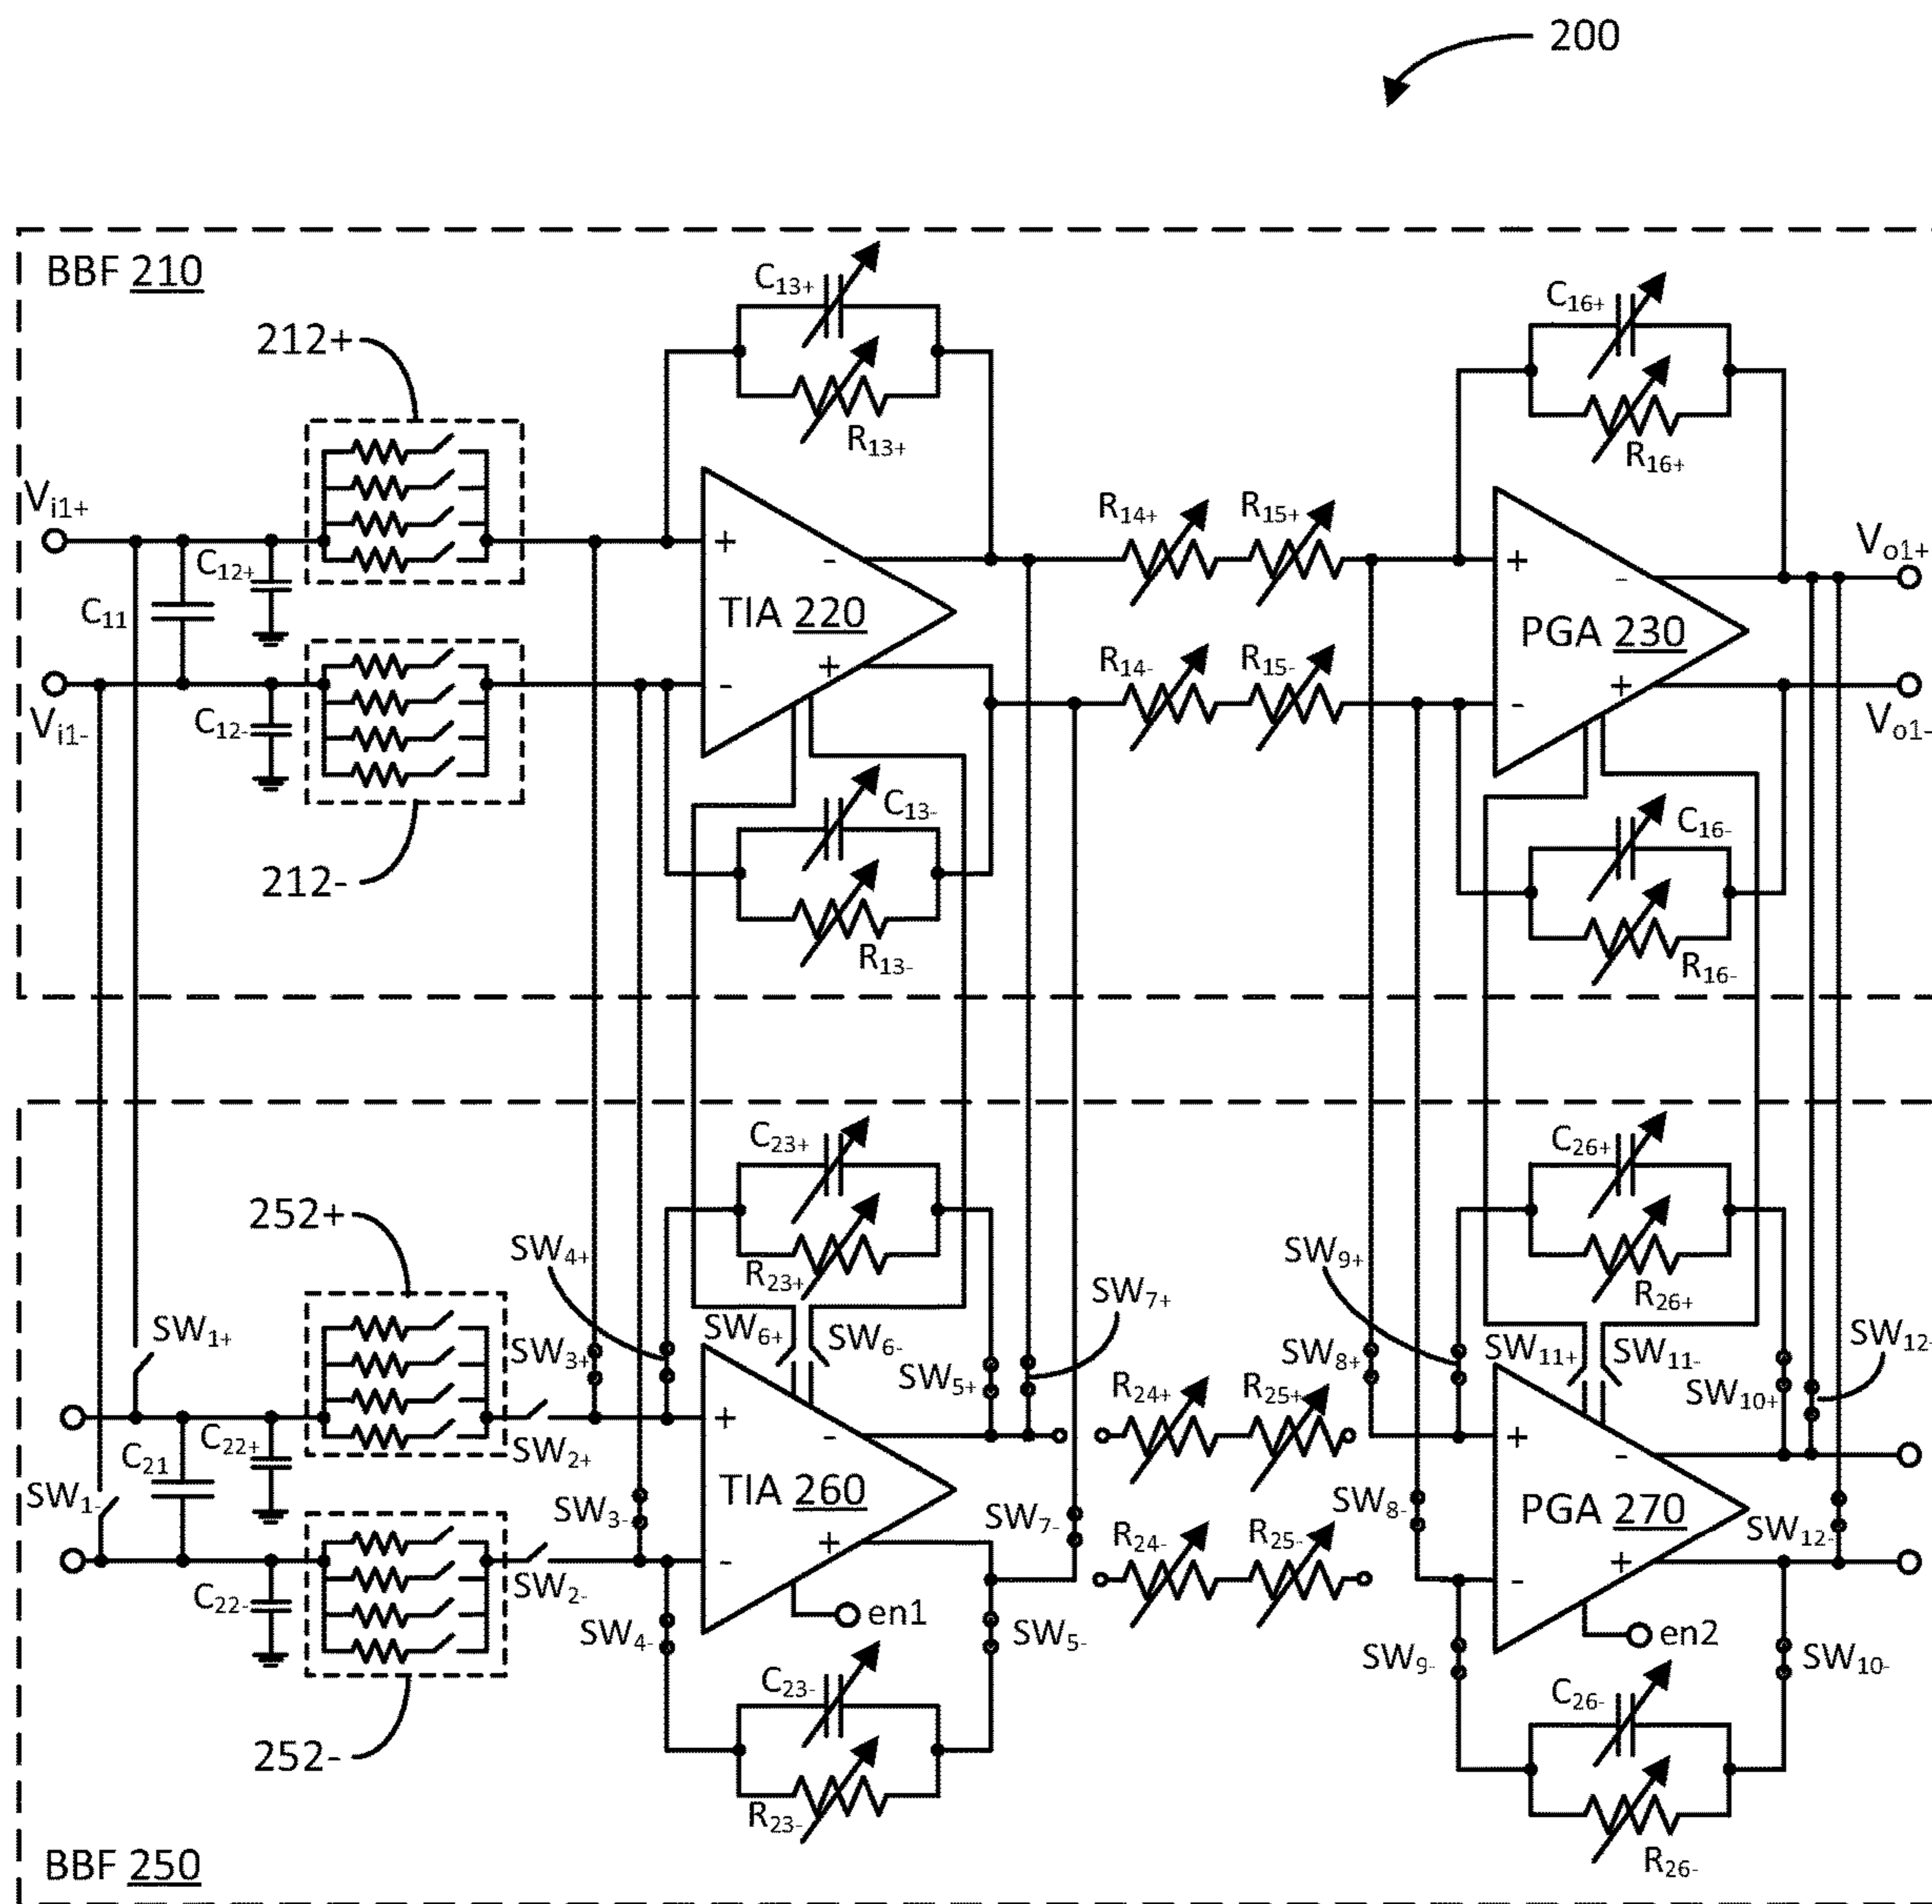 200
BBF 210
212+
212-
Vi1+
Vi1-
C11
C12+
C12-
C13+
R13+
TIA 220
+
-
-
+
C13-
R13-
R14+
R15+
R14-
R15-
C16+
R16+
PGA 230
+
-
-
+
C16-
R16-
Vo1+
Vo1-
252+
252-
SW1+
SW1-
C21
C22+
C22-
SW2+
SW2-
SW3+
SW3-
SW4+
SW4-
C23+
R23+
SW6+
SW6-
TIA 260
+
-
-
+
en1
SW5+
SW5-
SW7+
SW7-
C23-
R23-
R24+
R25+
R24-
R25-
SW8+
SW8-
SW9+
SW9-
C26+
R26+
SW11+
SW11-
PGA 270
+
-
-
+
en2
SW10+
SW10-
SW12-
SW12-
C26-
R26-
BBF 250